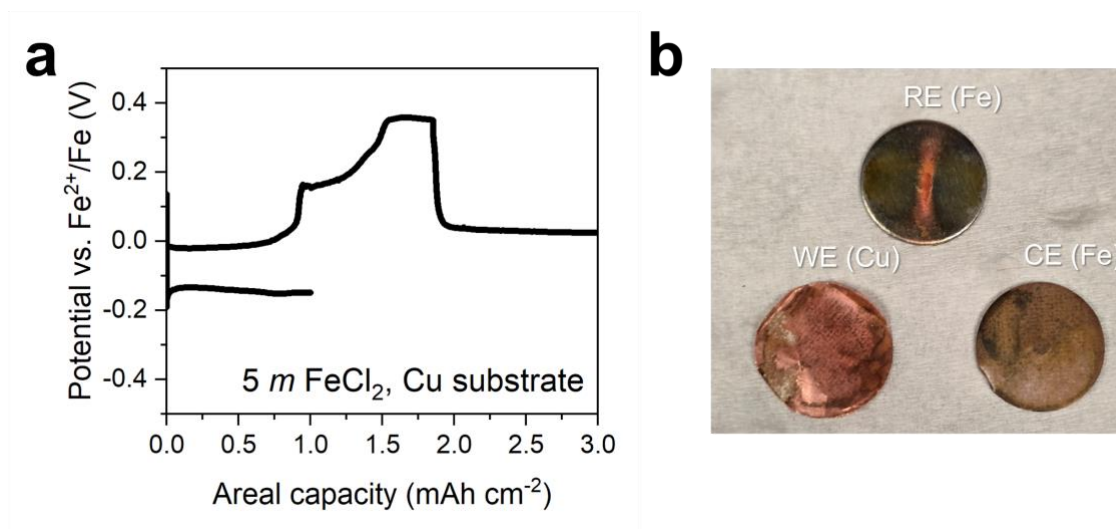 a
0.4
0.2
0.0
-0.2
-0.4
Potential vs. Fe²⁺/Fe (V)
5 m FeCl₂, Cu substrate
0.0 0.5 1.0 1.5 2.0 2.5 3.0
Areal capacity (mAh cm⁻²)
b
RE (Fe)
WE (Cu)
CE (Fe